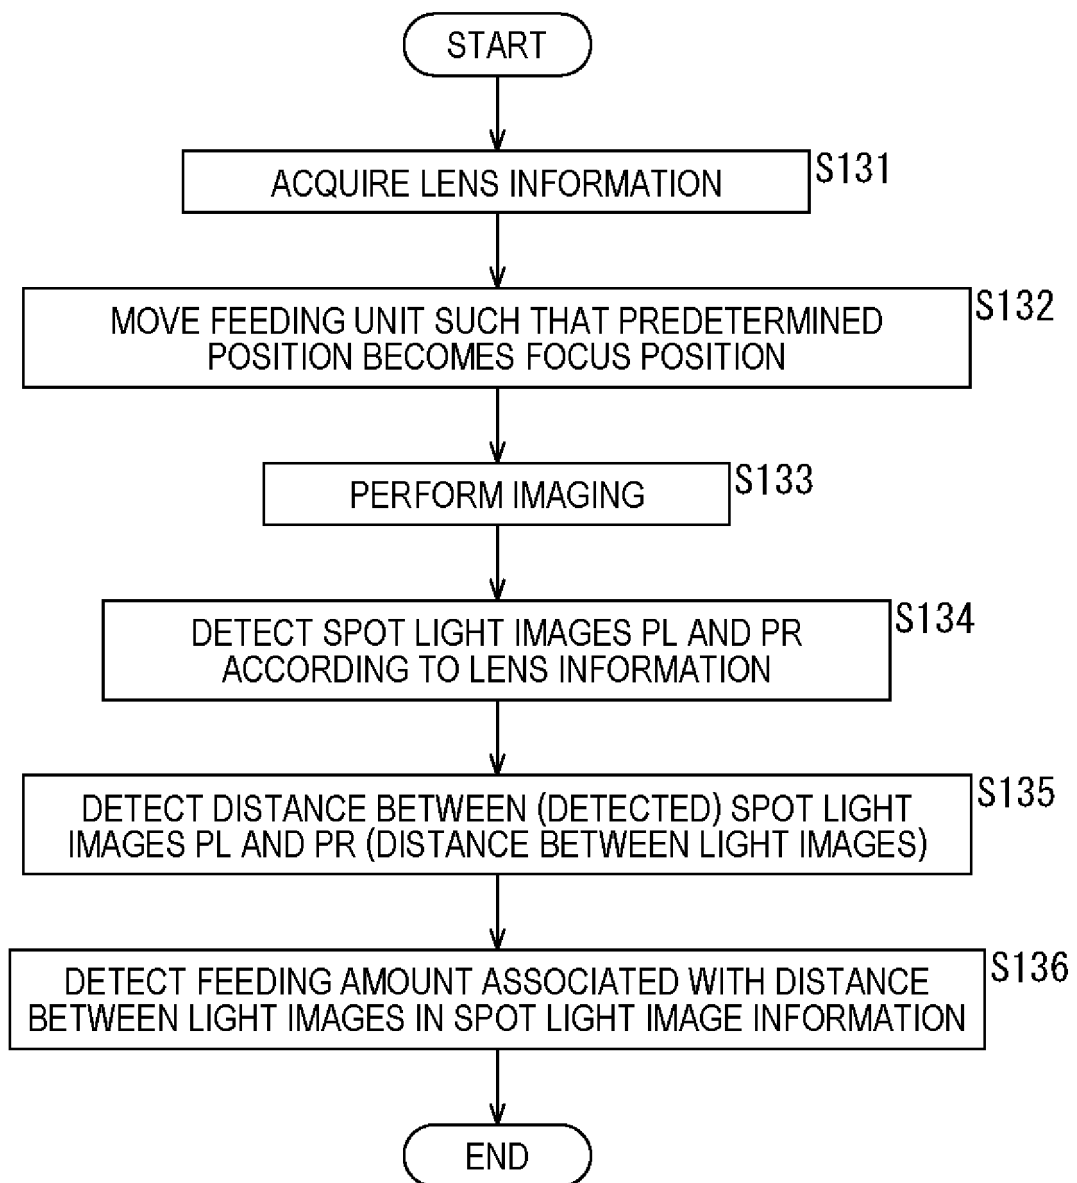 START
ACQUIRE LENS INFORMATION
S131
MOVE FEEDING UNIT SUCH THAT PREDETERMINED
POSITION BECOMES FOCUS POSITION
S132
PERFORM IMAGING
S133
DETECT SPOT LIGHT IMAGES PL AND PR
ACCORDING TO LENS INFORMATION
S134
DETECT DISTANCE BETWEEN (DETECTED) SPOT LIGHT
IMAGES PL AND PR (DISTANCE BETWEEN LIGHT IMAGES)
S135
DETECT FEEDING AMOUNT ASSOCIATED WITH DISTANCE
BETWEEN LIGHT IMAGES IN SPOT LIGHT IMAGE INFORMATION
S136
END